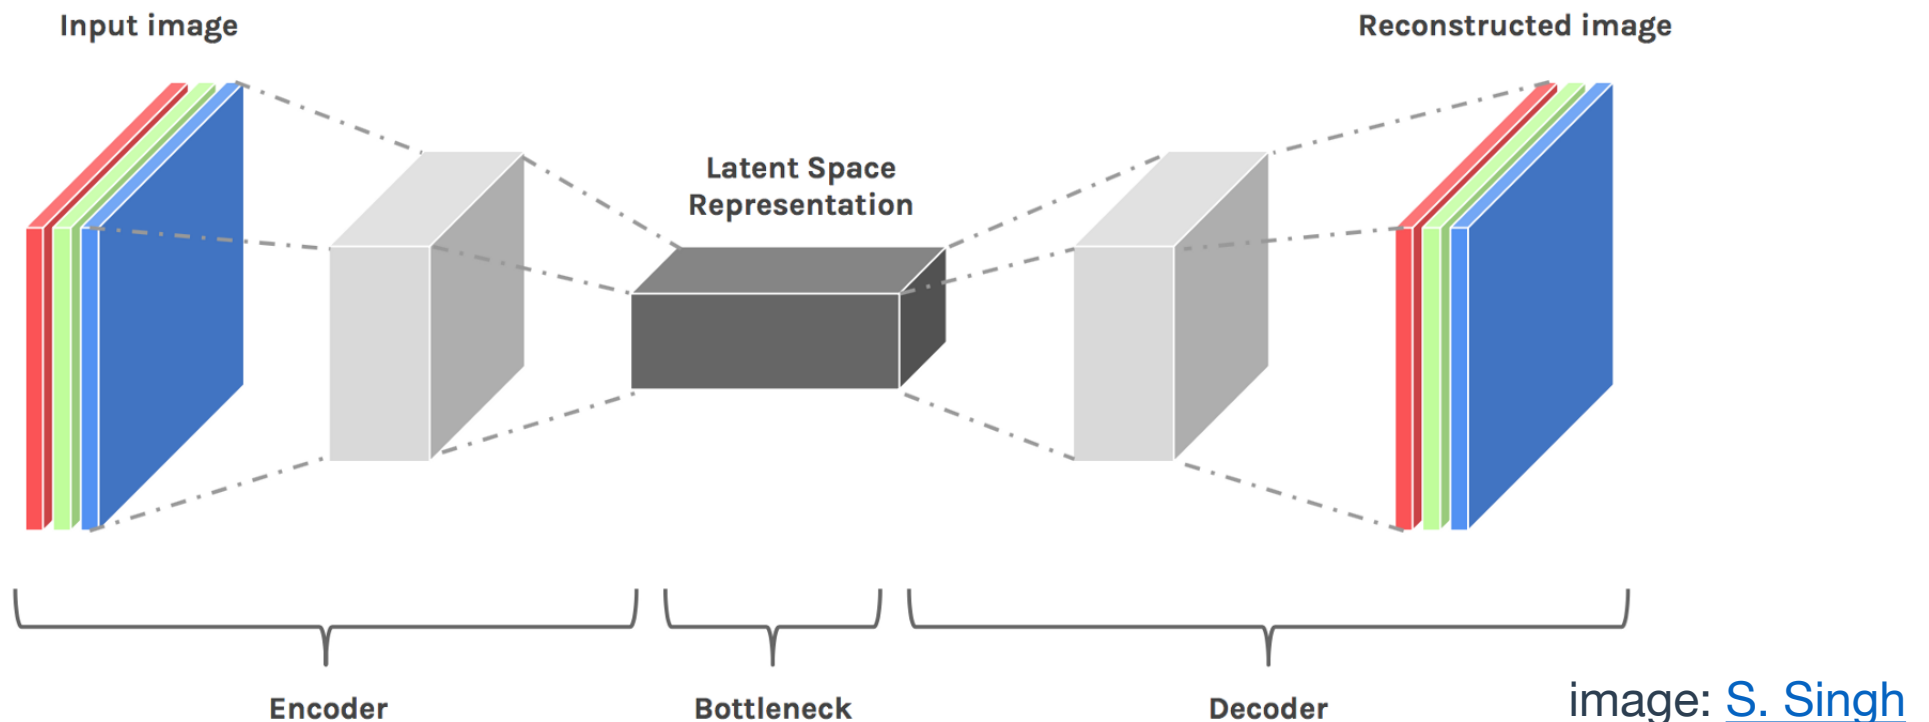 Input image
Reconstructed image
Latent Space
Representation
Encoder
Bottleneck
Decoder
image: S. Singh